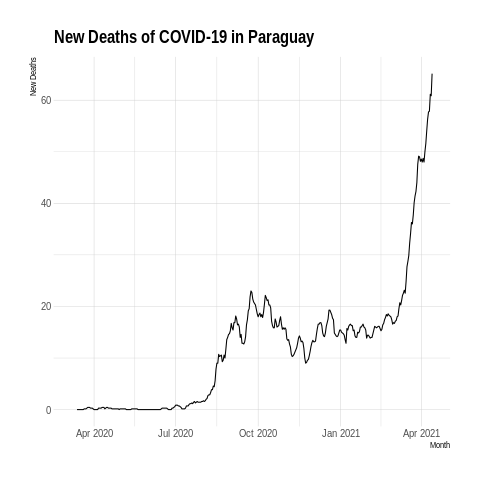 New Deaths of COVID-19 in Paraguay
New Deaths
60
40
20
0
Apr 2020 Jul 2020 Oct 2020 Jan 2021 Apr 2021
Month